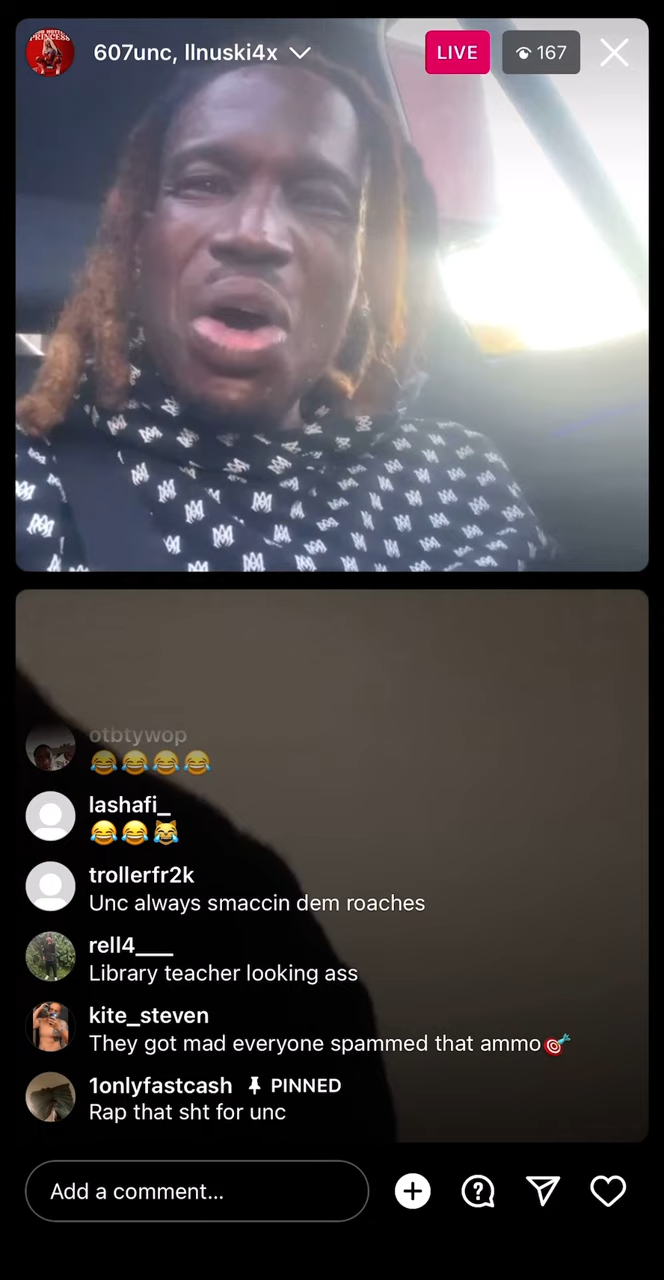 607unc, llnuski4x
LIVE
167
otbtywop
😂😂😂😂
lashafi_
😂😂😹
trollerfr2k
Unc always smaccin dem roaches
rell4___
Library teacher looking ass
kite_steven
They got mad everyone spammed that ammo🎯
1onlyfastcash PINNED
Rap that sht for unc
Add a comment...